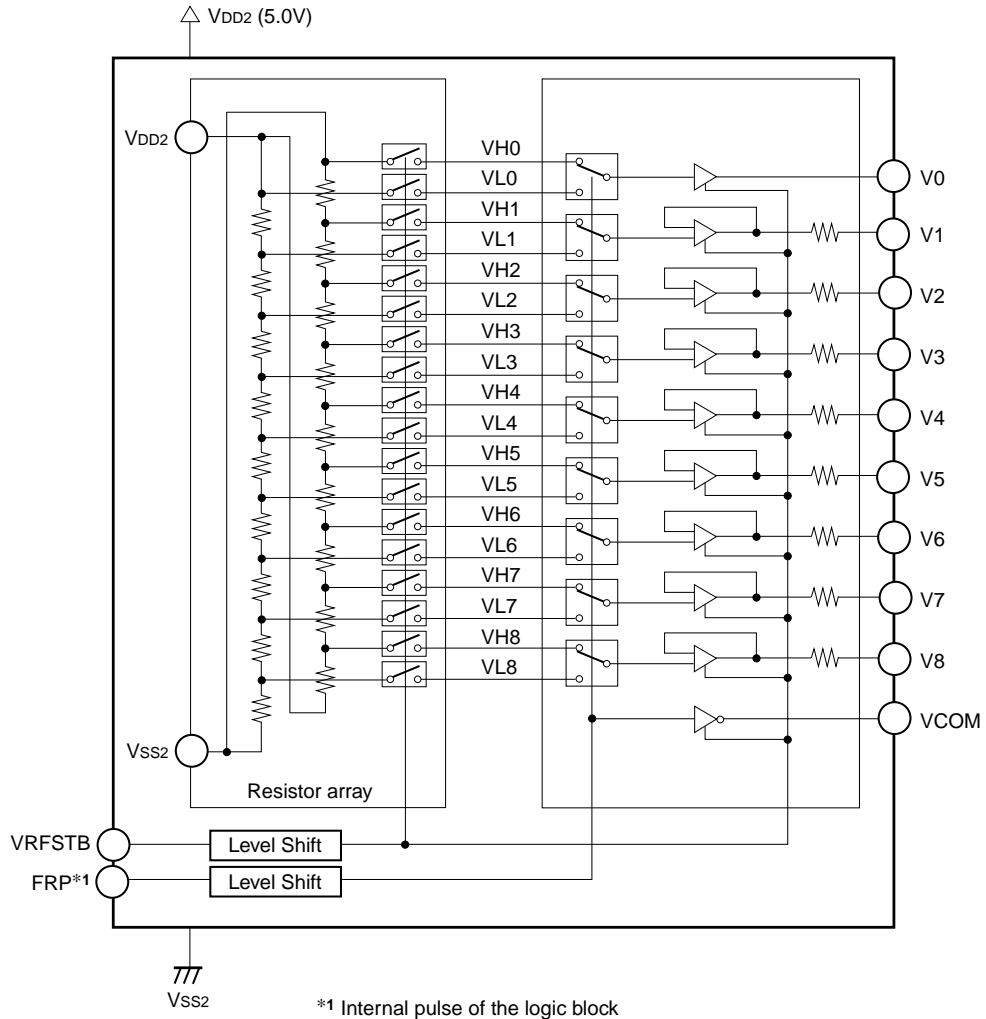 VDD2 (5.0V)
VDD2
VH0
VL0
VH1
VL1
VH2
VL2
VH3
VL3
VH4
VL4
VH5
VL5
VH6
VL6
VH7
VL7
VH8
VL8
V0
V1
V2
V3
V4
V5
V6
V7
V8
VCOM
VSS2
Resistor array
VRFSTB
Level Shift
FRP*1
Level Shift
VSS2
*1 Internal pulse of the logic block